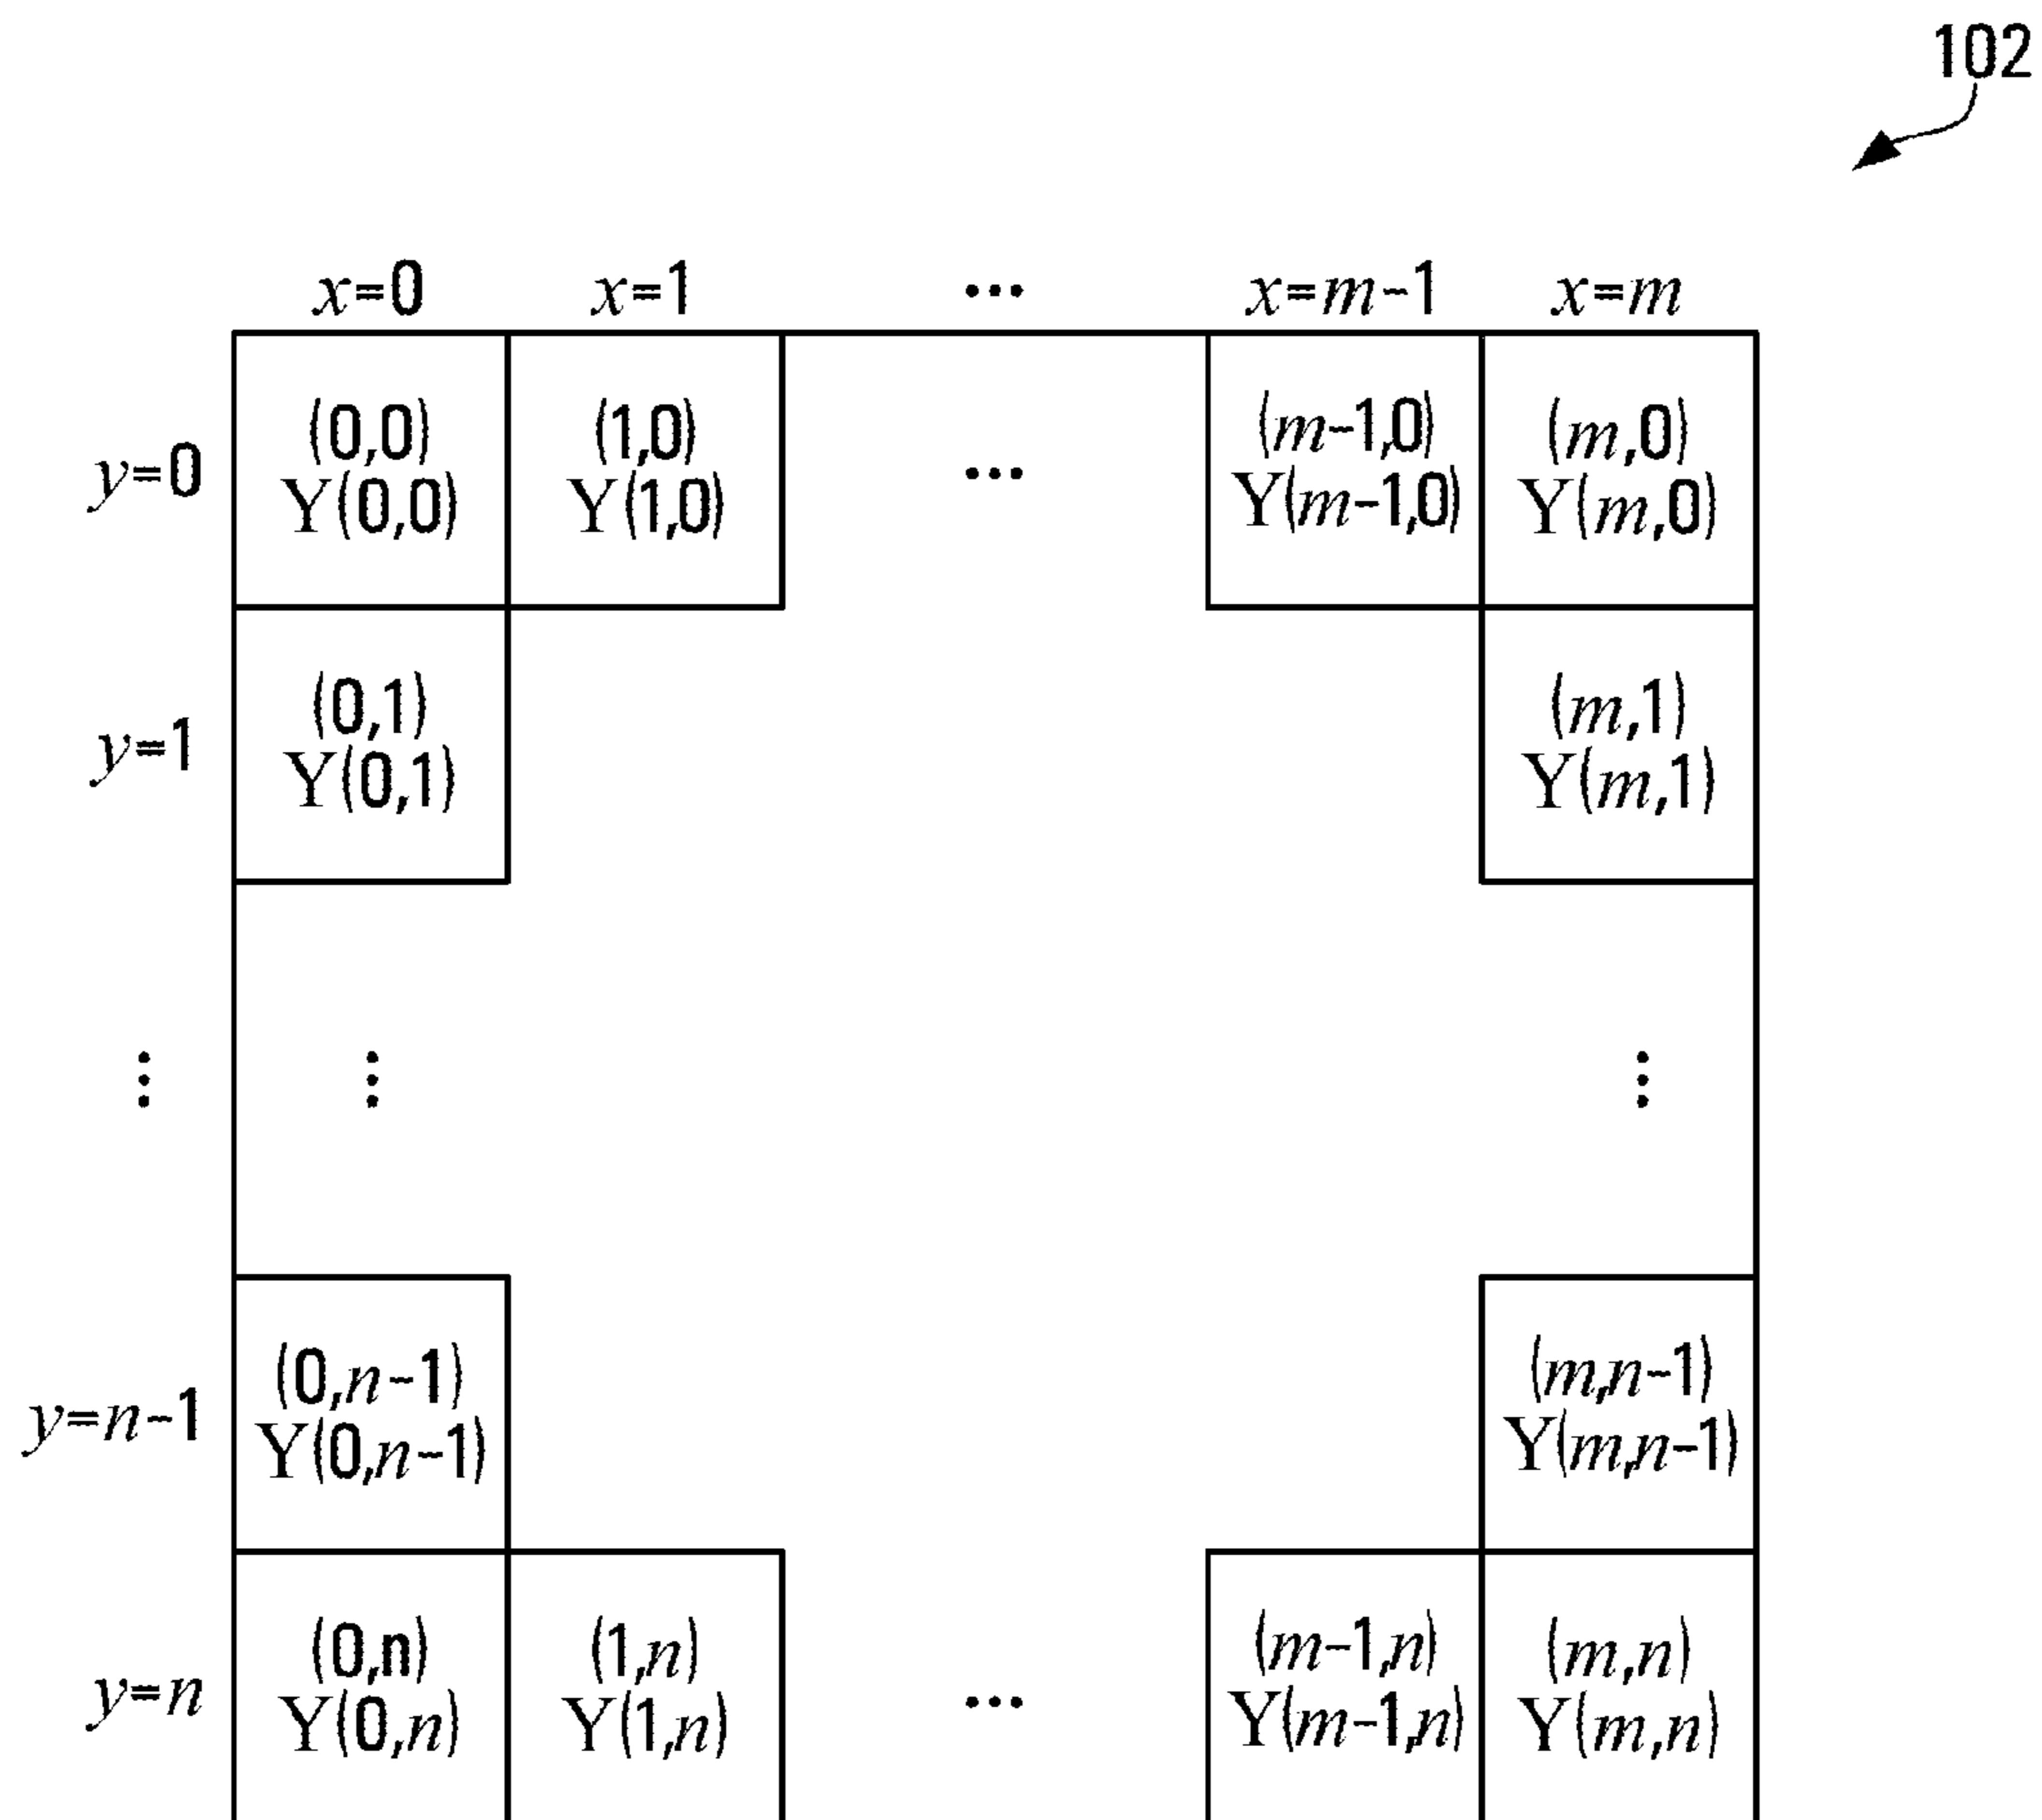 102
x=0 x=1 ... x=m-1 x=m
y=0 (0,0) (1,0) ... (m-1,0) (m,0)
Y(0,0) Y(1,0) Y(m-1,0) Y(m,0)
y=1 (0,1) (m,1)
Y(0,1) Y(m,1)
⋮ ⋮ ⋮
y=n-1 (0,n-1) (m,n-1)
Y(0,n-1) Y(m,n-1)
y=n (0,n) (1,n) ... (m-1,n) (m,n)
Y(0,n) Y(1,n) Y(m-1,n) Y(m,n)